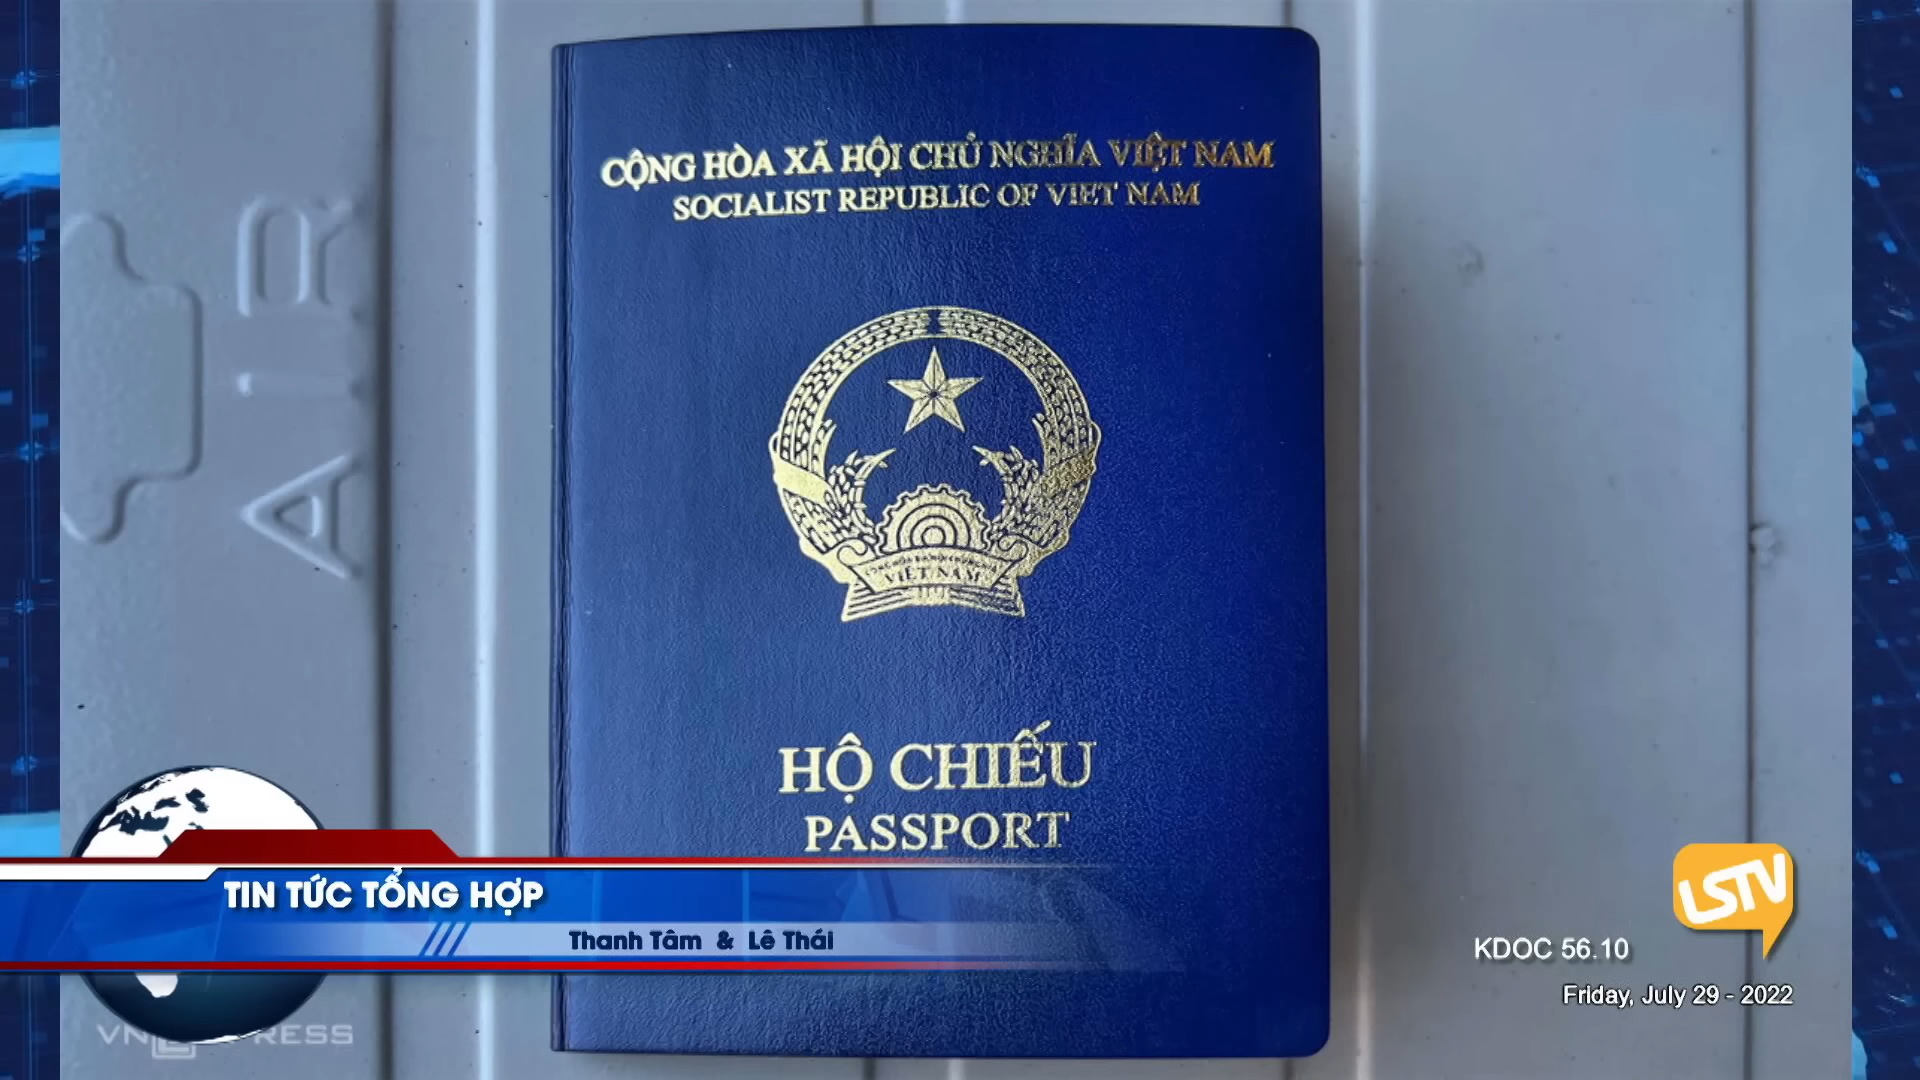 CỘNG HÒA XÃ HỘI CHỦ NGHĨA VIỆT NAM
SOCIALIST REPUBLIC OF VIET NAM
AIR
VIỆT NAM
HỘ CHIẾU
PASSPORT
TIN TỨC TỔNG HỢP
Thanh Tâm & Lê Thái
LSTV
KDOC 56.10
Friday, July 29 - 2022